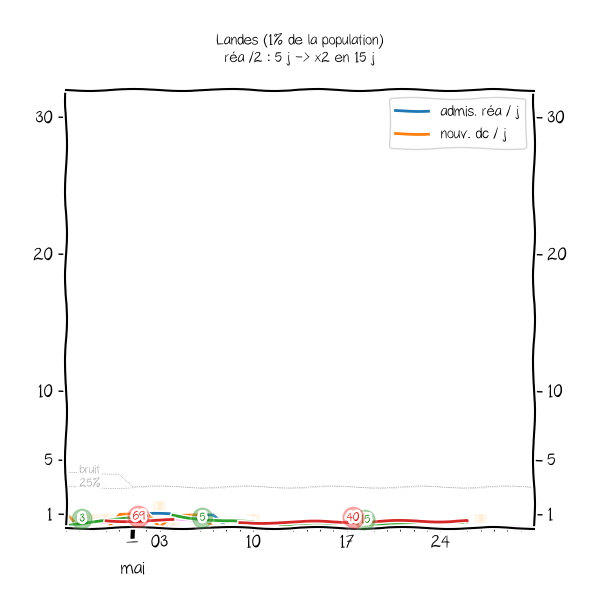 Landes (1% de la population)
réa /2 : 5 j -> x2 en 15 j
admis. réa / j
nouv. dc / j
30 30
20 20
10 10
5 5
bruit
25%
1 1
3 69 5 40 5
03 10 17 24
mai